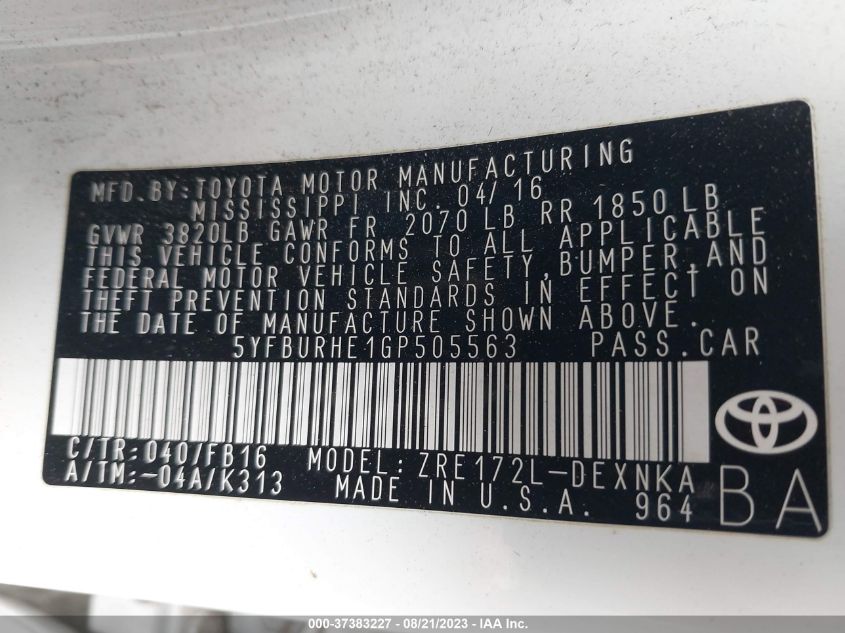 MFD. BY: TOYOTA MOTOR MANUFACTURING
MISSISSIPPI INC. 04/16
GVWR 3820LB GAWR FR 2070 LB RR 1850 LB
THIS VEHICLE CONFORMS TO ALL APPLICABLE
FEDERAL MOTOR VEHICLE SAFETY, BUMPER, AND
THEFT PREVENTION STANDARDS IN EFFECT ON
THE DATE OF MANUFACTURE SHOWN ABOVE.
5YFBURHE1GP505563 PASS. CAR
C/TR: 040/FB16 MODEL: ZRE172L-DEXNKA
A/TM: -04A/K313 MADE IN U.S.A. 964
BA
000-37383227 - 08/21/2023 - IAA Inc.